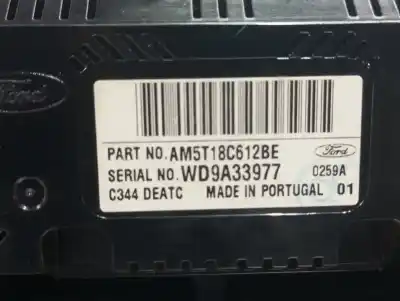 Ford
PART NO. AM5T18C612BE Ford
SERIAL NO. WD9A33977 0259A
C344 DEATC MADE IN PORTUGAL 01